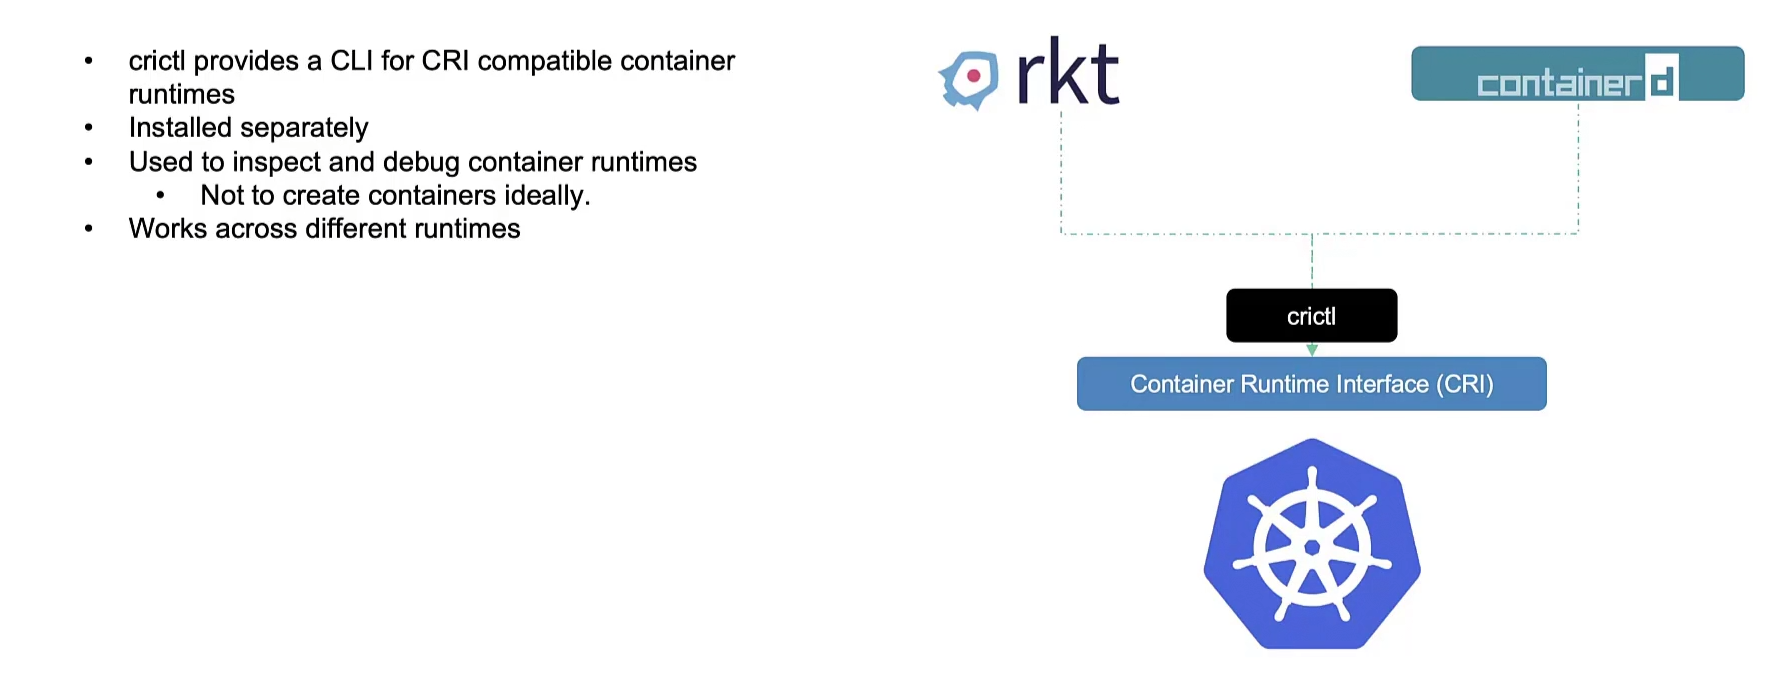 • crictl provides a CLI for CRI compatible container
runtimes
• Installed separately
• Used to inspect and debug container runtimes
• Not to create containers ideally.
• Works across different runtimes
rkt
containerd
crictl
Container Runtime Interface (CRI)